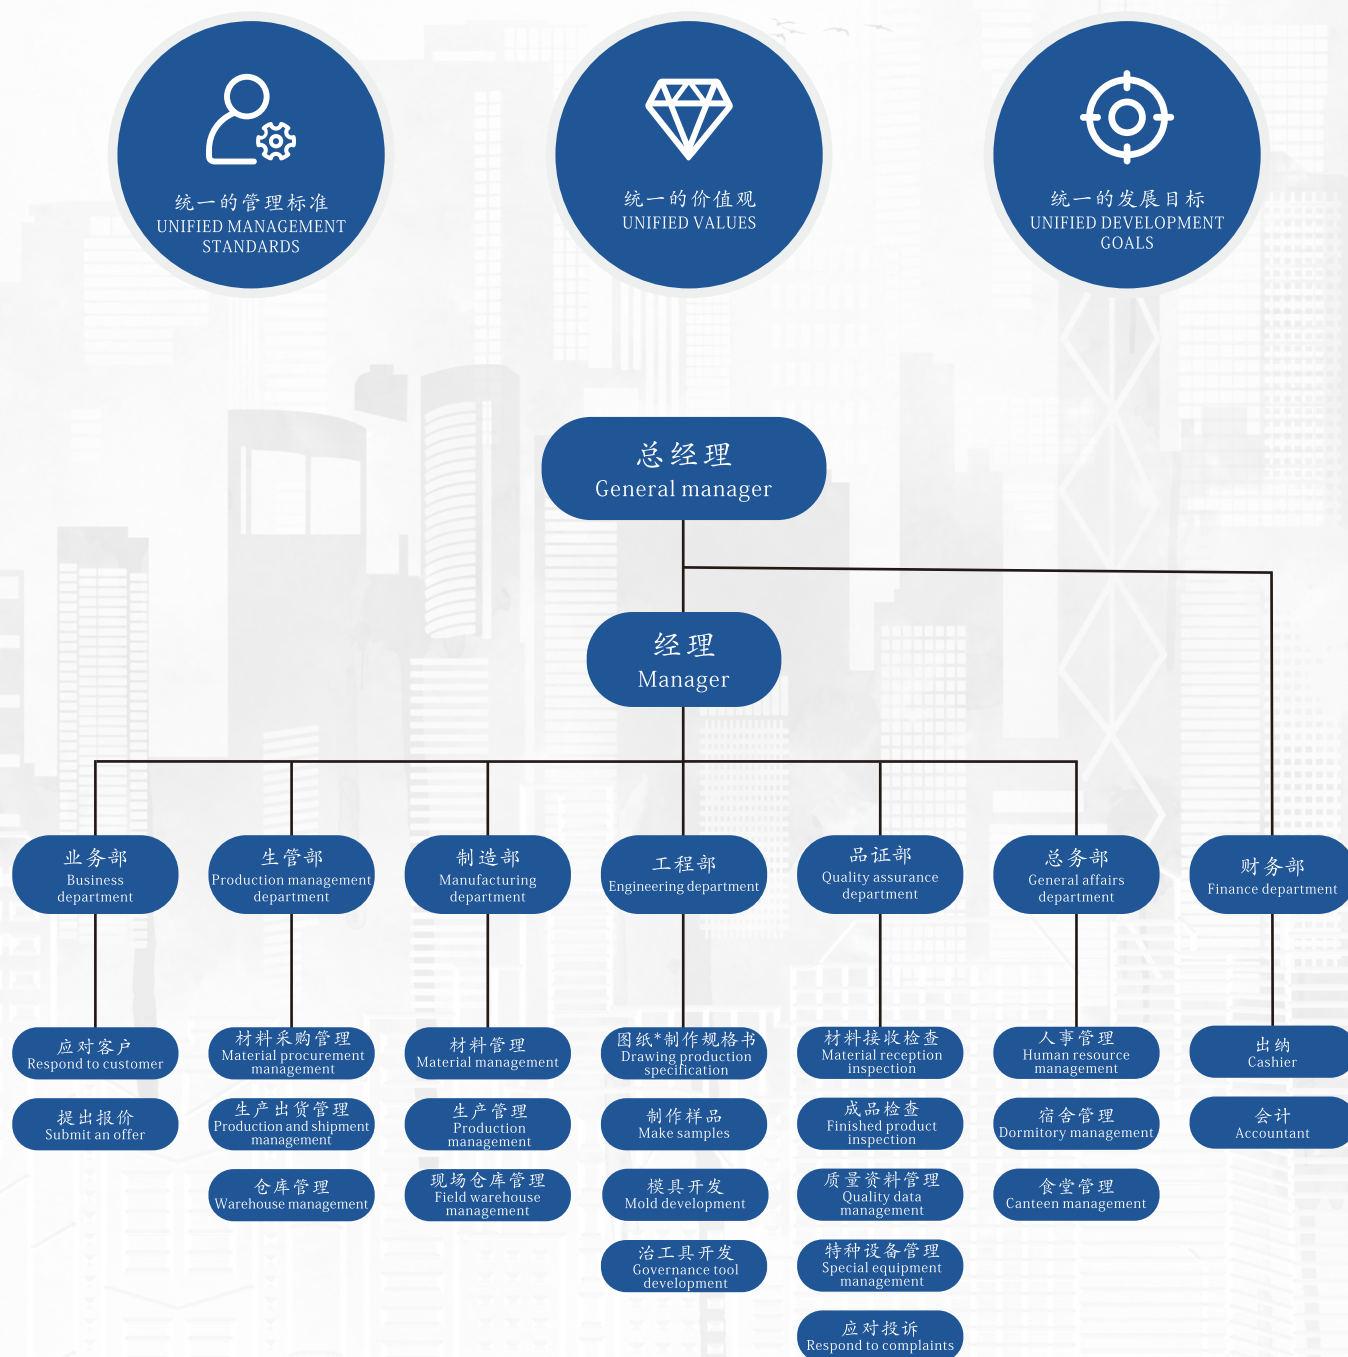 统一的管理标准
UNIFIED MANAGEMENT
STANDARDS
统一的价值观
UNIFIED VALUES
统一的发展目标
UNIFIED DEVELOPMENT
GOALS
总经理
General manager
经理
Manager
业务部
Business
department
生管部
Production management
department
制造部
Manufacturing
department
工程部
Engineering department
品证部
Quality assurance
department
总务部
General affairs
department
财务部
Finance department
应对客户
Respond to customer
提出报价
Submit an offer
材料采购管理
Material procurement
management
生产出货管理
Production and shipment
management
仓库管理
Warehouse management
材料管理
Material management
生产管理
Production
management
现场仓库管理
Field warehouse
management
图纸*制作规格书
Drawing production
specification
制作样品
Make samples
模具开发
Mold development
治工具开发
Governance tool
development
材料接收检查
Material reception
inspection
成品检查
Finished product
inspection
质量资料管理
Quality data
management
特种设备管理
Special equipment
management
应对投诉
Respond to complaints
人事管理
Human resource
management
宿舍管理
Dormitory management
食堂管理
Canteen management
出纳
Cashier
会计
Accountant